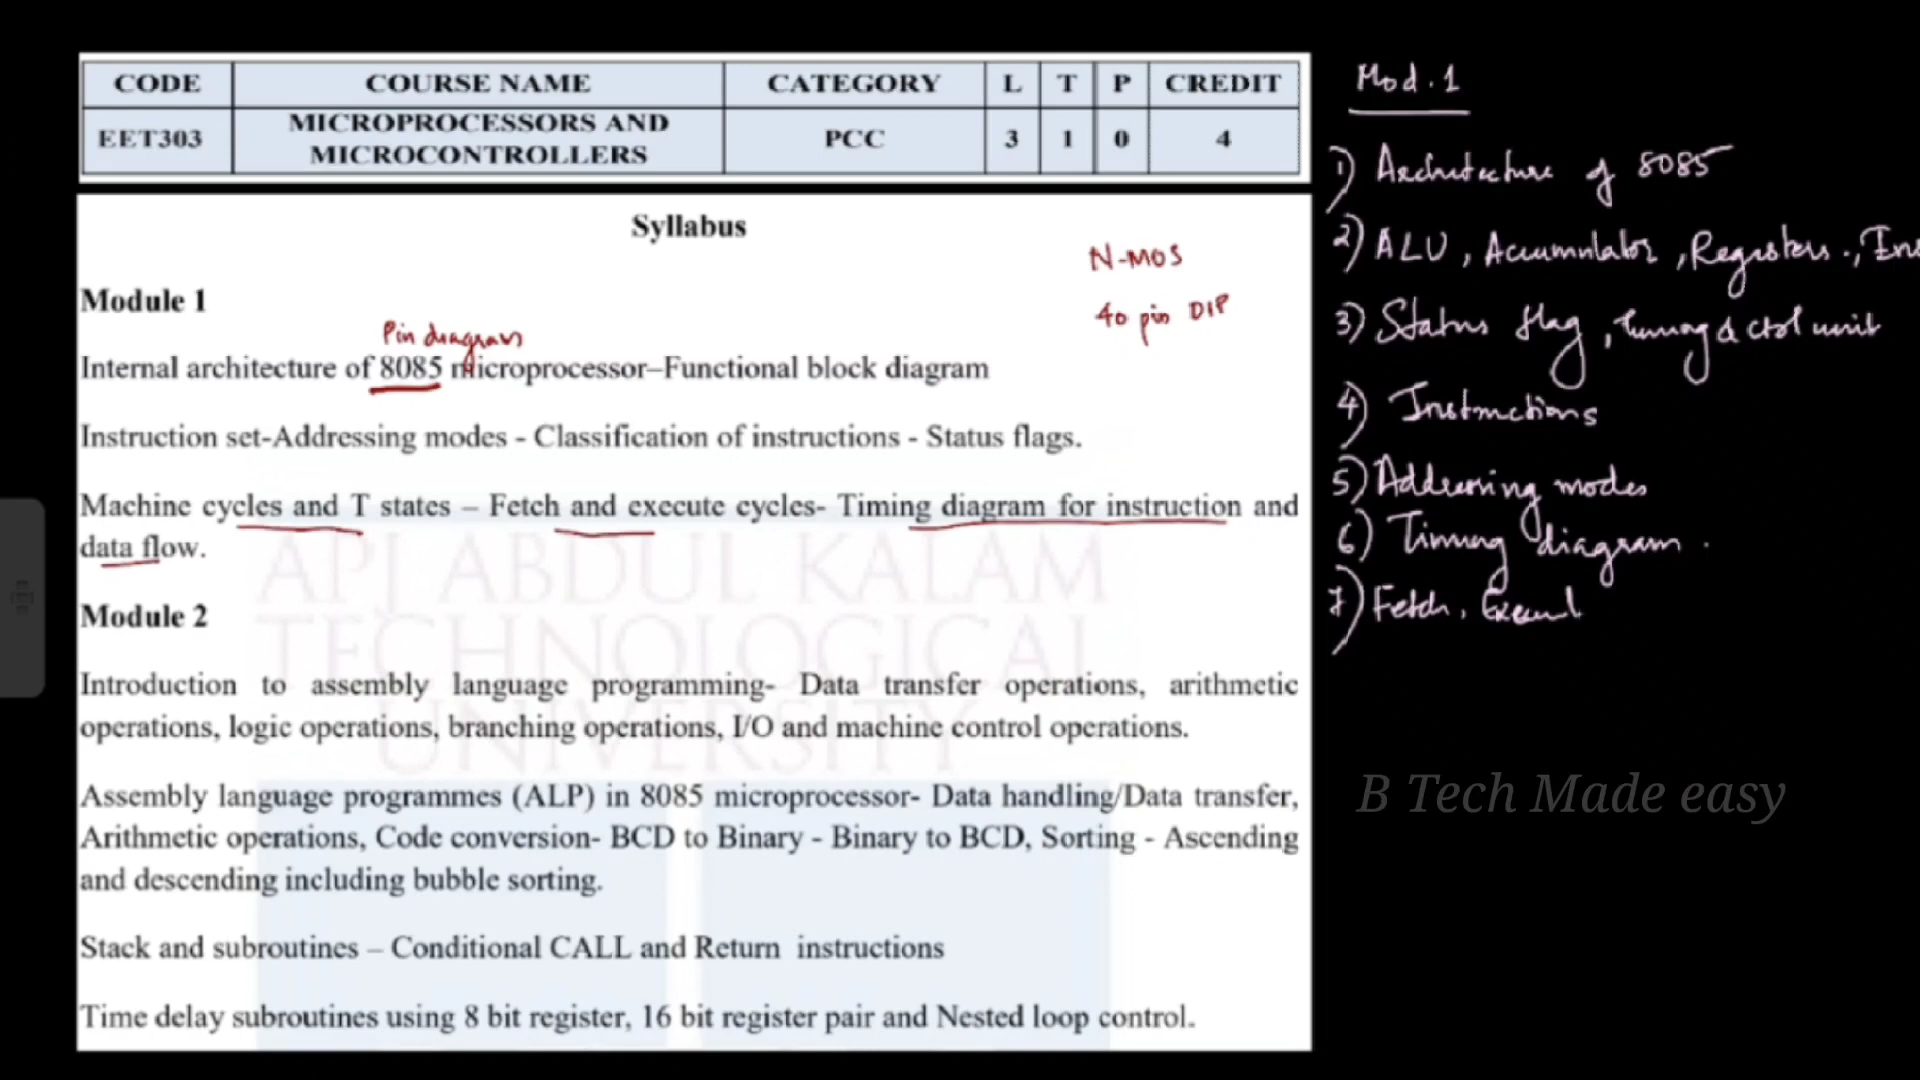 CODE COURSE NAME CATEGORY L T P CREDIT
EET303 MICROPROCESSORS AND MICROCONTROLLERS PCC 3 1 0 4
Syllabus
N-MOS
40 pin DIP
Module 1
Pin diagram
Internal architecture of 8085 microprocessor–Functional block diagram
Instruction set-Addressing modes - Classification of instructions - Status flags.
Machine cycles and T states – Fetch and execute cycles- Timing diagram for instruction and
data flow.
APJ ABDUL KALAM
TECHNOLOGICAL
UNIVERSITY
Module 2
Introduction to assembly language programming- Data transfer operations, arithmetic
operations, logic operations, branching operations, I/O and machine control operations.
Assembly language programmes (ALP) in 8085 microprocessor- Data handling/Data transfer,
Arithmetic operations, Code conversion- BCD to Binary - Binary to BCD, Sorting - Ascending
and descending including bubble sorting.
Stack and subroutines – Conditional CALL and Return instructions
Time delay subroutines using 8 bit register, 16 bit register pair and Nested loop control.
Mod. 1
1) Architecture of 8085
2) ALU, Accumulator, Registers.,
3) Status flag, Timing & ctrl unit
4) Instructions
5) Addressing modes
6) Timing diagram.
7) Fetch,
B Tech Made easy